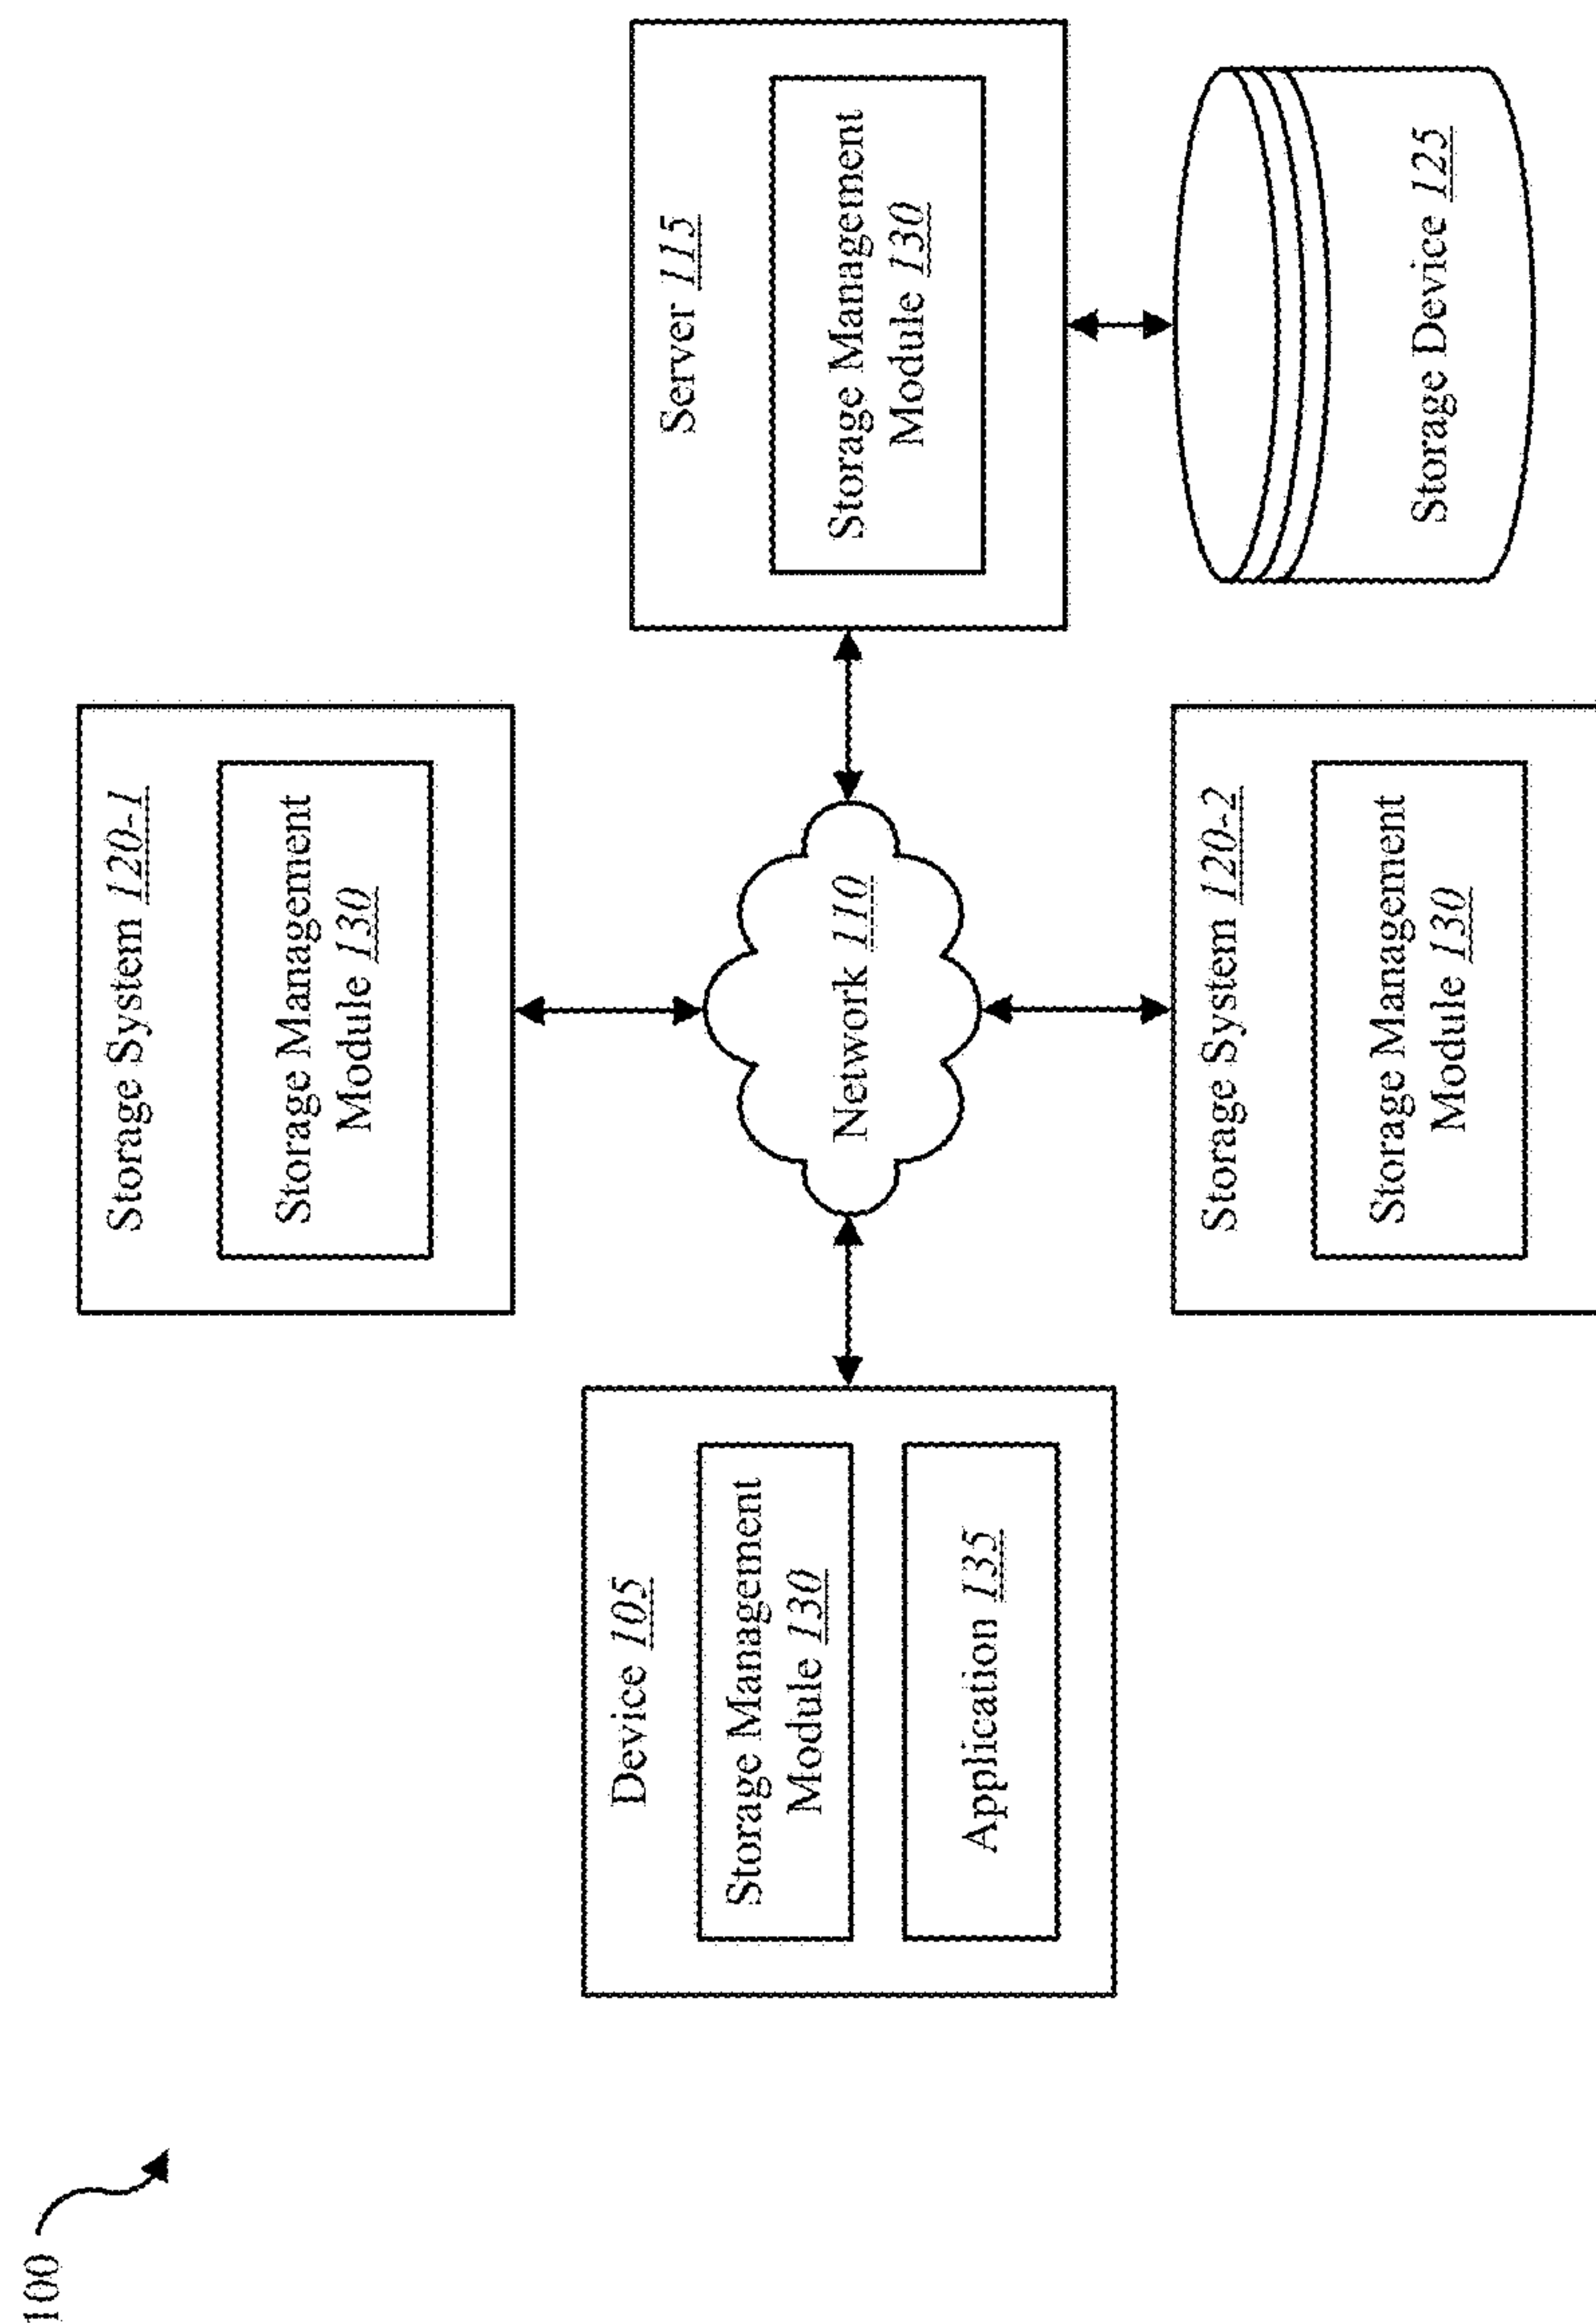 100
Storage System 120-1
Storage Management
Module 130
Device 105
Storage Management
Module 130
Application 135
Network 110
Server 115
Storage Management
Module 130
Storage System 120-2
Storage Management
Module 130
Storage Device 125